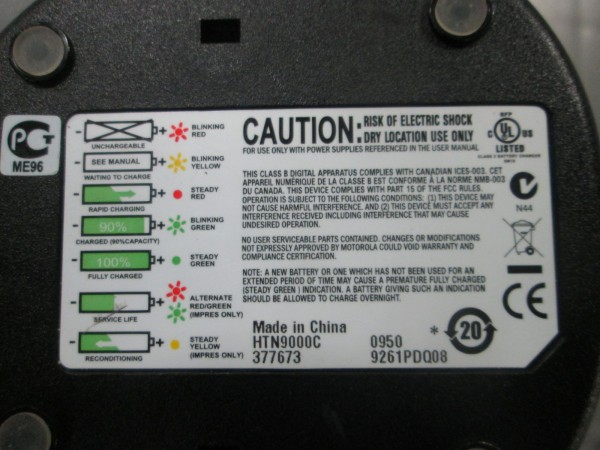 ME96
UNCHARGEABLE
BLINKING
RED
SEE MANUAL
WAITING TO CHARGE
BLINKING
YELLOW
RAPID CHARGING
STEADY
RED
90%
CHARGED (90%CAPACITY)
BLINKING
GREEN
100%
FULLY CHARGED
STEADY
GREEN
SERVICE LIFE
ALTERNATE
RED/GREEN
(IMPRES ONLY)
RECONDITIONING
STEADY
YELLOW
(IMPRES ONLY)
CAUTION: RISK OF ELECTRIC SHOCK
DRY LOCATION USE ONLY
FOR USE ONLY WITH POWER SUPPLIES REFERENCED IN THE USER MANUAL
THIS CLASS B DIGITAL APPARATUS COMPLIES WITH CANADIAN ICES-003. CET
APPAREIL NUMÉRIQUE DE LA CLASSE B EST CONFORME À LA NORME NMB-003
DU CANADA. THIS DEVICE COMPLIES WITH PART 15 OF THE FCC RULES.
OPERATION IS SUBJECT TO THE FOLLOWING CONDITIONS: (1) THIS DEVICE MAY
NOT CAUSE HARMFUL INTERFERENCE, AND (2) THIS DEVICE MUST ACCEPT ANY
INTERFERENCE RECEIVED INCLUDING INTERFERENCE THAT MAY CAUSE
UNDESIRED OPERATION.
NO USER SERVICEABLE PARTS CONTAINED. CHANGES OR MODIFICATIONS
NOT EXPRESSLY APPROVED BY MOTOROLA COULD VOID WARRANTY AND
COMPLIANCE CERTIFICATION.
NOTE: A NEW BATTERY OR ONE WHICH HAS NOT BEEN USED FOR AN
EXTENDED PERIOD OF TIME MAY CAUSE A PREMATURE FULLY CHARGED
(STEADY GREEN ) INDICATION. A BATTERY GIVING SUCH AN INDICATION
SHOULD BE ALLOWED TO CHARGE OVERNIGHT.
Made in China
HTN9000C 0950
377673 9261PDQ08
C UL US
LISTED
N44
CE
* 20